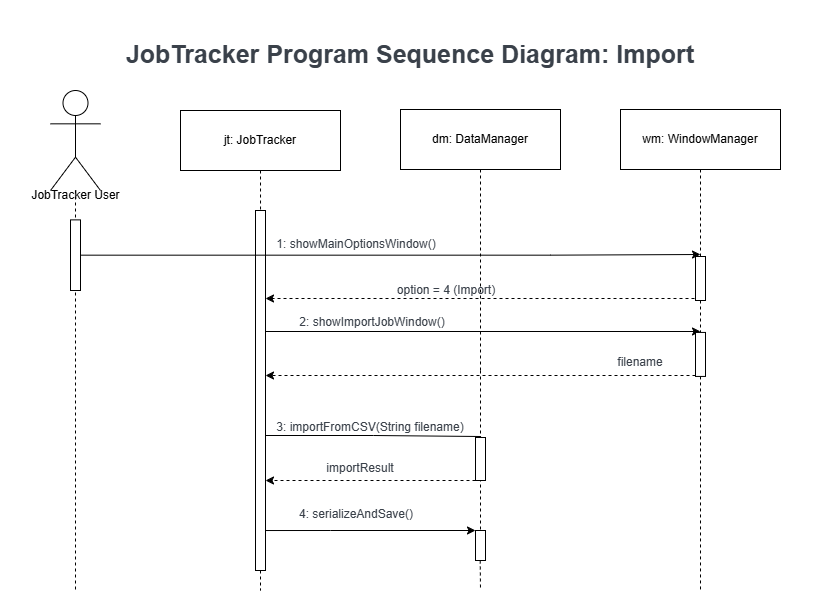 JobTracker Program Sequence Diagram: Import
jt: JobTracker
dm: DataManager
wm: WindowManager
JobTracker User
1: showMainOptionsWindow()
option = 4 (Import)
2: showImportJobWindow()
filename
3: importFromCSV(String filename)
importResult
4: serializeAndSave()